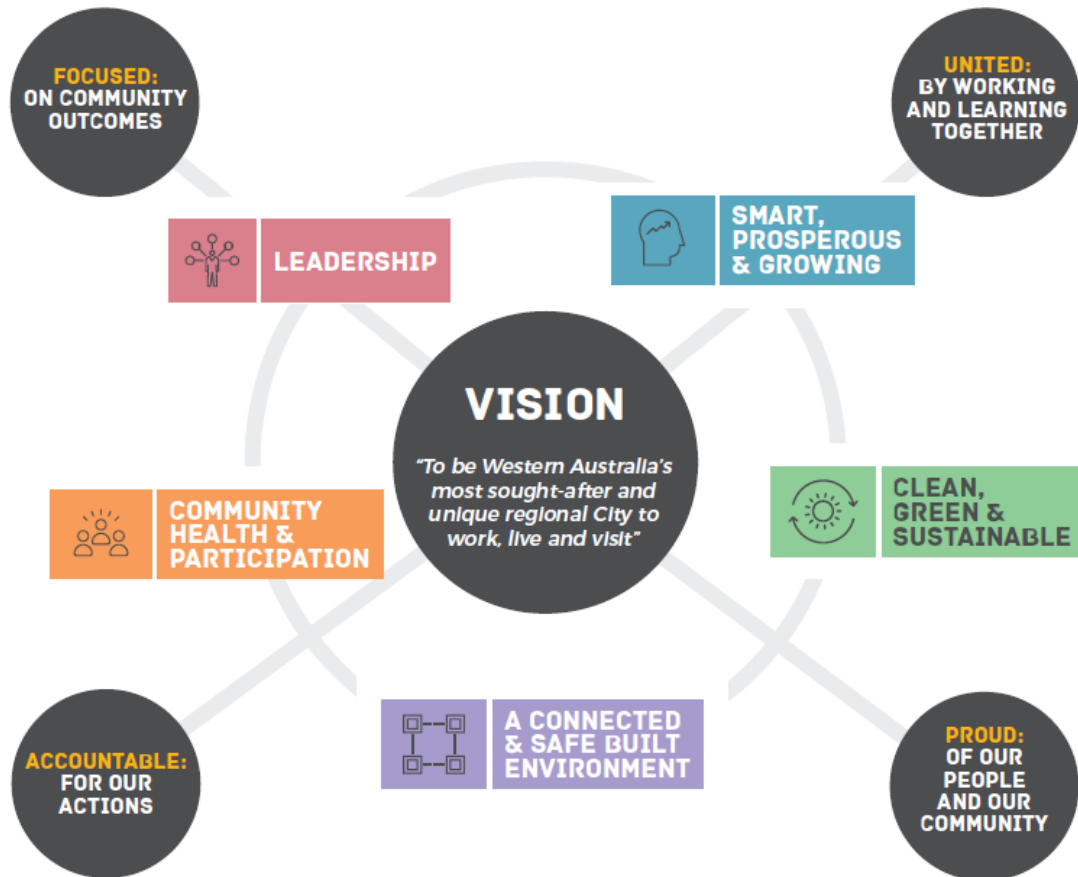 FOCUSED:
ON COMMUNITY
OUTCOMES
UNITED:
BY WORKING
AND LEARNING
TOGETHER
LEADERSHIP
SMART,
PROSPEROUS
& GROWING
VISION
“To be Western Australia’s
most sought-after and
unique regional City to
work, live and visit”
COMMUNITY
HEALTH &
PARTICIPATION
CLEAN,
GREEN &
SUSTAINABLE
A CONNECTED
& SAFE BUILT
ENVIRONMENT
ACCOUNTABLE:
FOR OUR
ACTIONS
PROUD:
OF OUR
PEOPLE
AND OUR
COMMUNITY